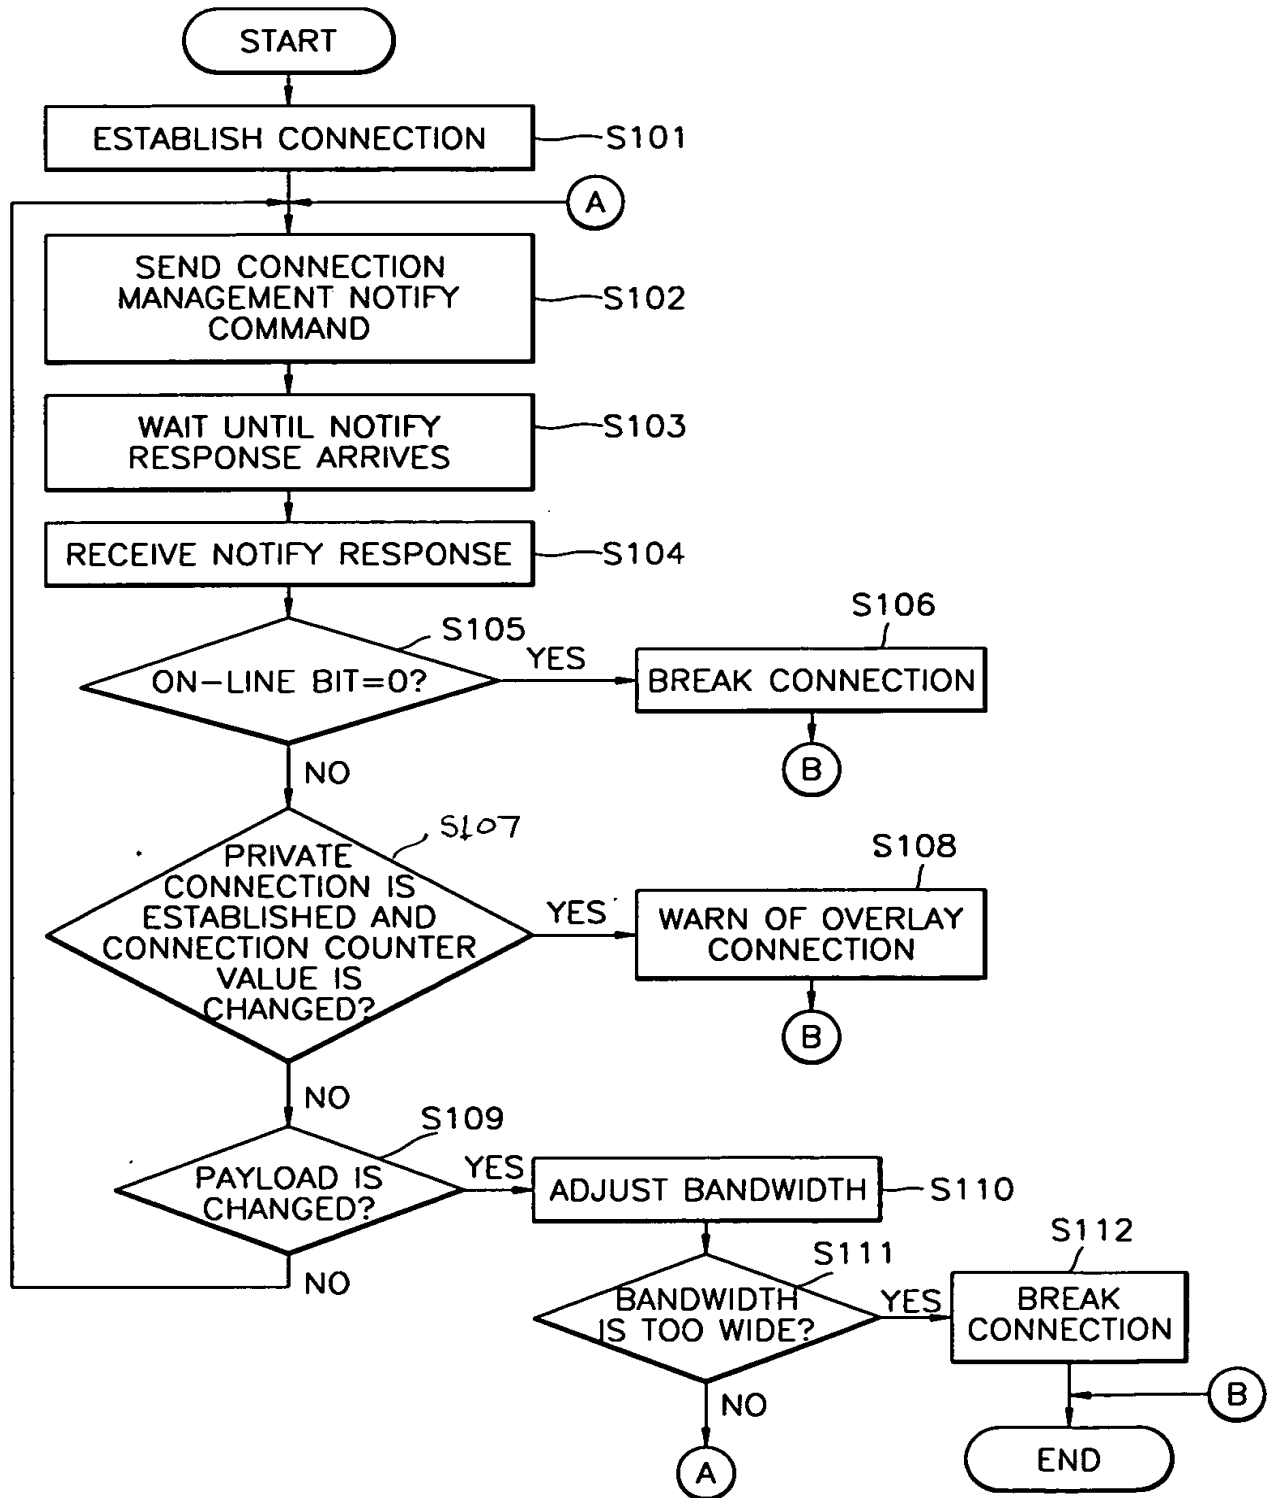 START
ESTABLISH CONNECTION
S101
A
SEND CONNECTION
MANAGEMENT NOTIFY
COMMAND
S102
WAIT UNTIL NOTIFY
RESPONSE ARRIVES
S103
RECEIVE NOTIFY RESPONSE
S104
S105
ON-LINE BIT=0?
YES
S106
BREAK CONNECTION
B
NO
S107
PRIVATE
CONNECTION IS
ESTABLISHED AND
CONNECTION COUNTER
VALUE IS
CHANGED?
YES
S108
WARN OF OVERLAY
CONNECTION
B
NO
S109
PAYLOAD IS
CHANGED?
YES
ADJUST BANDWIDTH
S110
NO
S111
BANDWIDTH
IS TOO WIDE?
YES
S112
BREAK
CONNECTION
NO
A
B
END